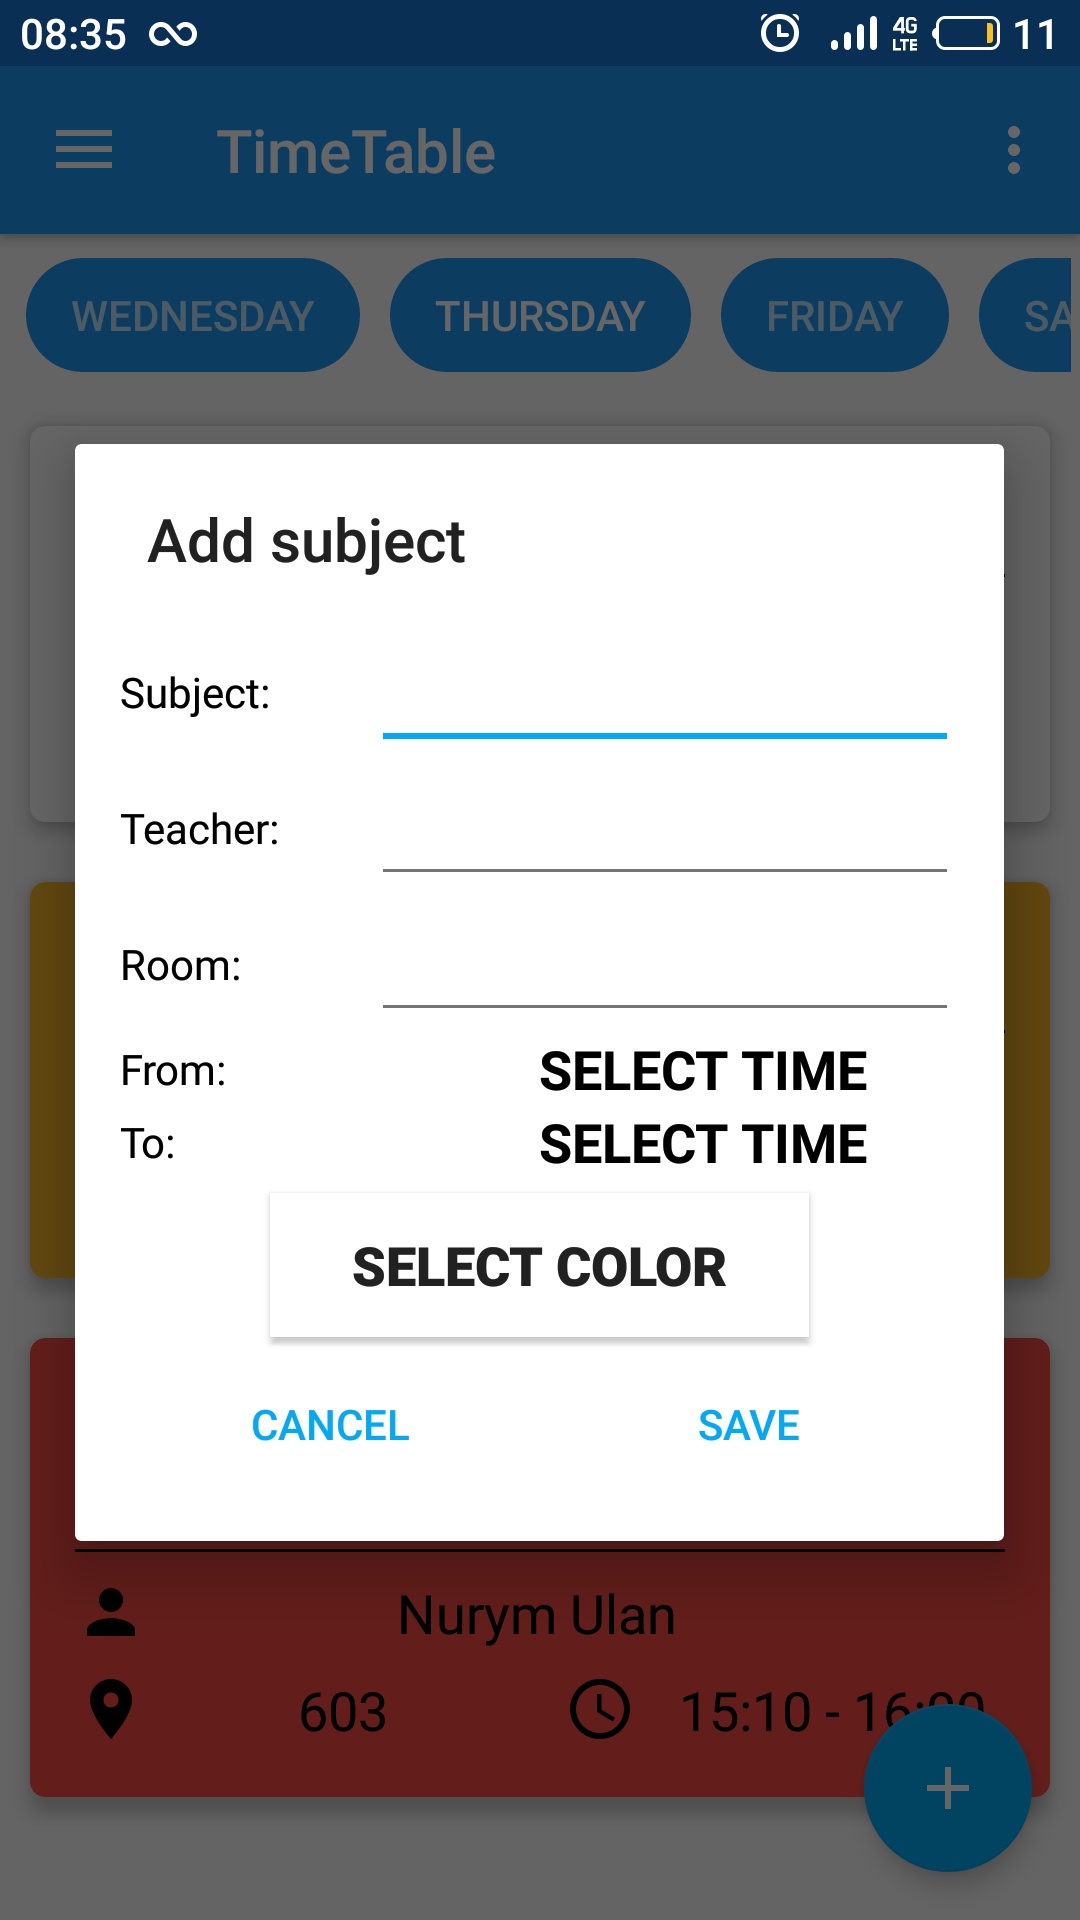 08:35 4G LTE 11
TimeTable
WEDNESDAY THURSDAY FRIDAY SA
Add subject
Subject:
Teacher:
Room:
From: SELECT TIME
To: SELECT TIME
SELECT COLOR
CANCEL SAVE
Nurym Ulan
603 15:10 - 16:00